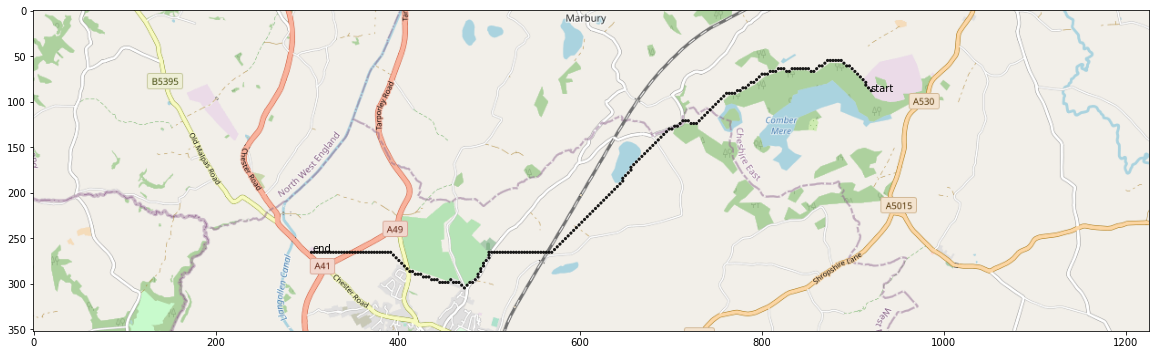 Marbury
Ta
B5395
start
A530
Tarporley Road
Comber
Mere
Old Malpas Road
Chester Road
North West England
Cheshire East
A5015
A49
end
A41
Chester Road
Llangollen Canal
Shropshire Lane
West
0
50
100
150
200
250
300
350
0
200
400
600
800
1000
1200